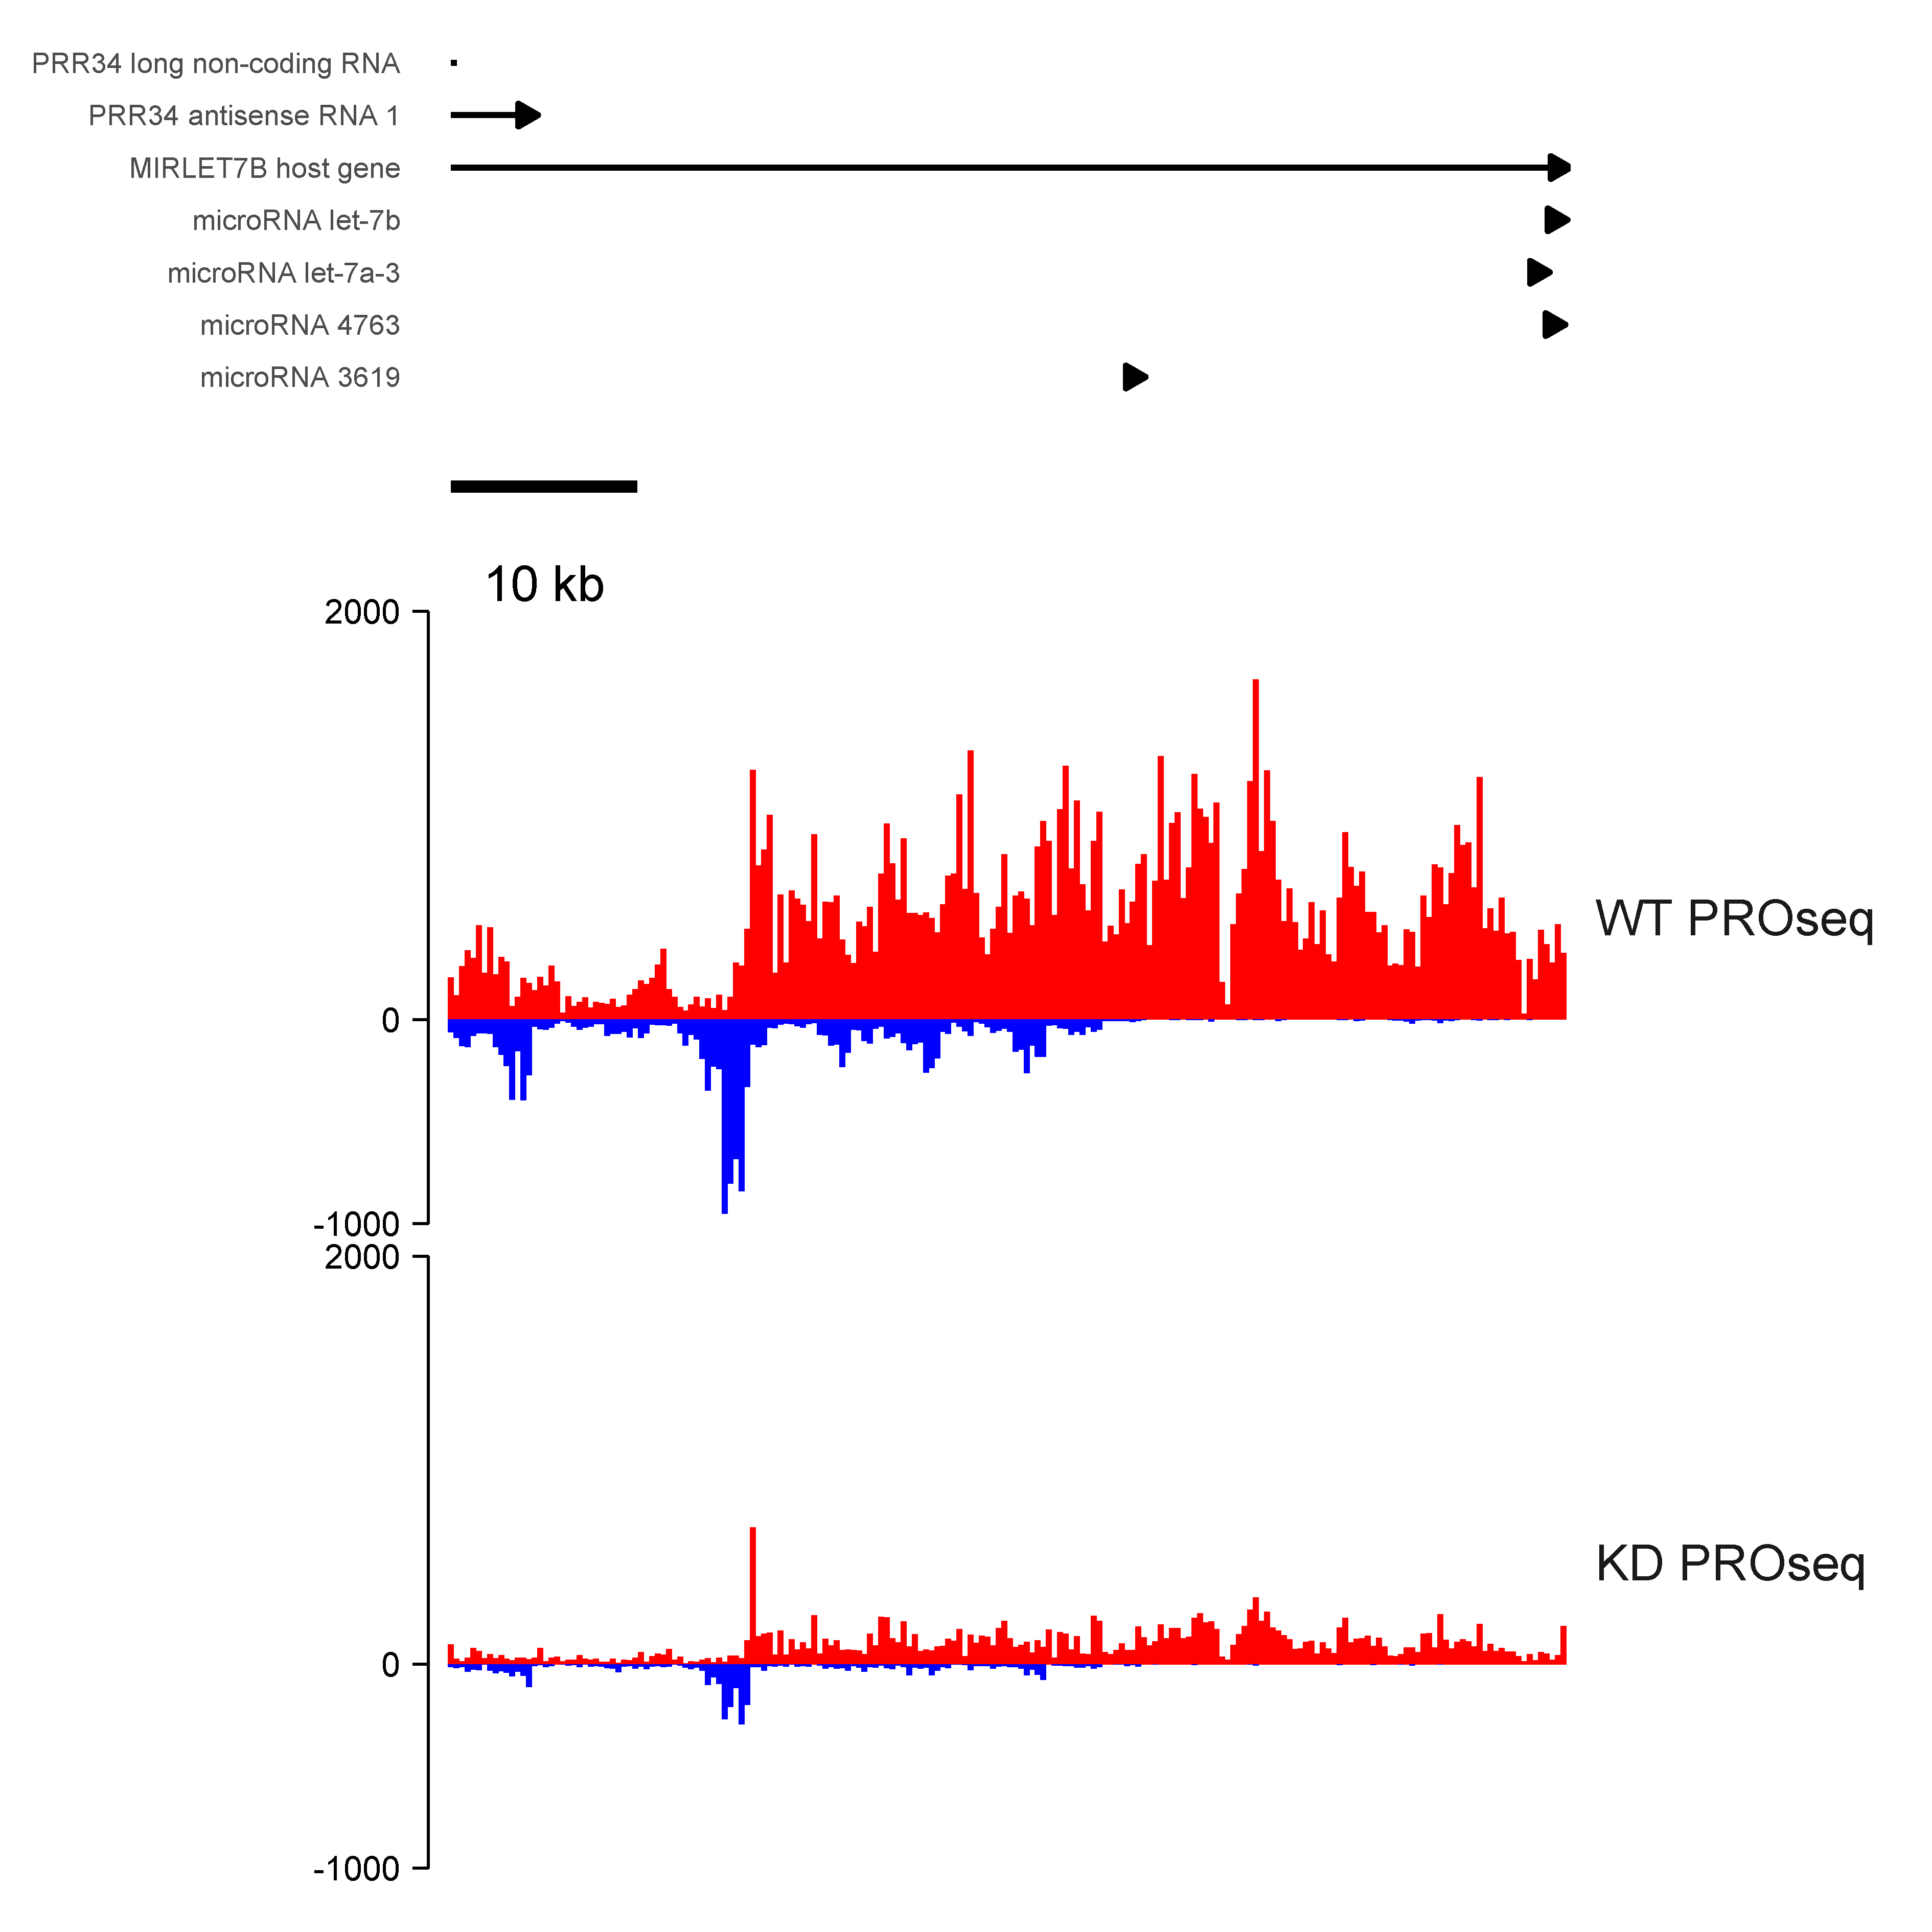 PRR34 long non-coding RNA
PRR34 antisense RNA 1
MIRLET7B host gene
microRNA let-7b
microRNA let-7a-3
microRNA 4763
microRNA 3619
10 kb
2000
0
-1000
WT PROseq
2000
0
-1000
KD PROseq